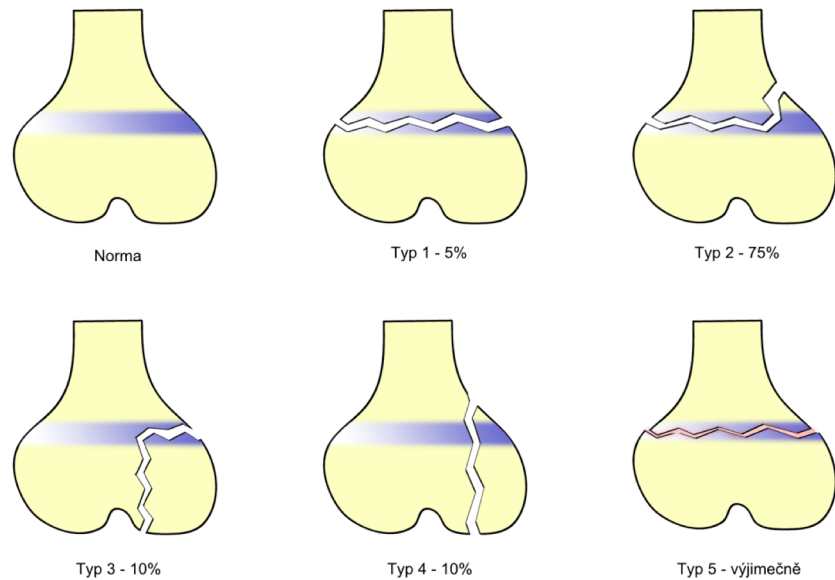 Norma
Typ 1 - 5%
Typ 2 - 75%
Typ 3 - 10%
Typ 4 - 10%
Typ 5 - výjimečně